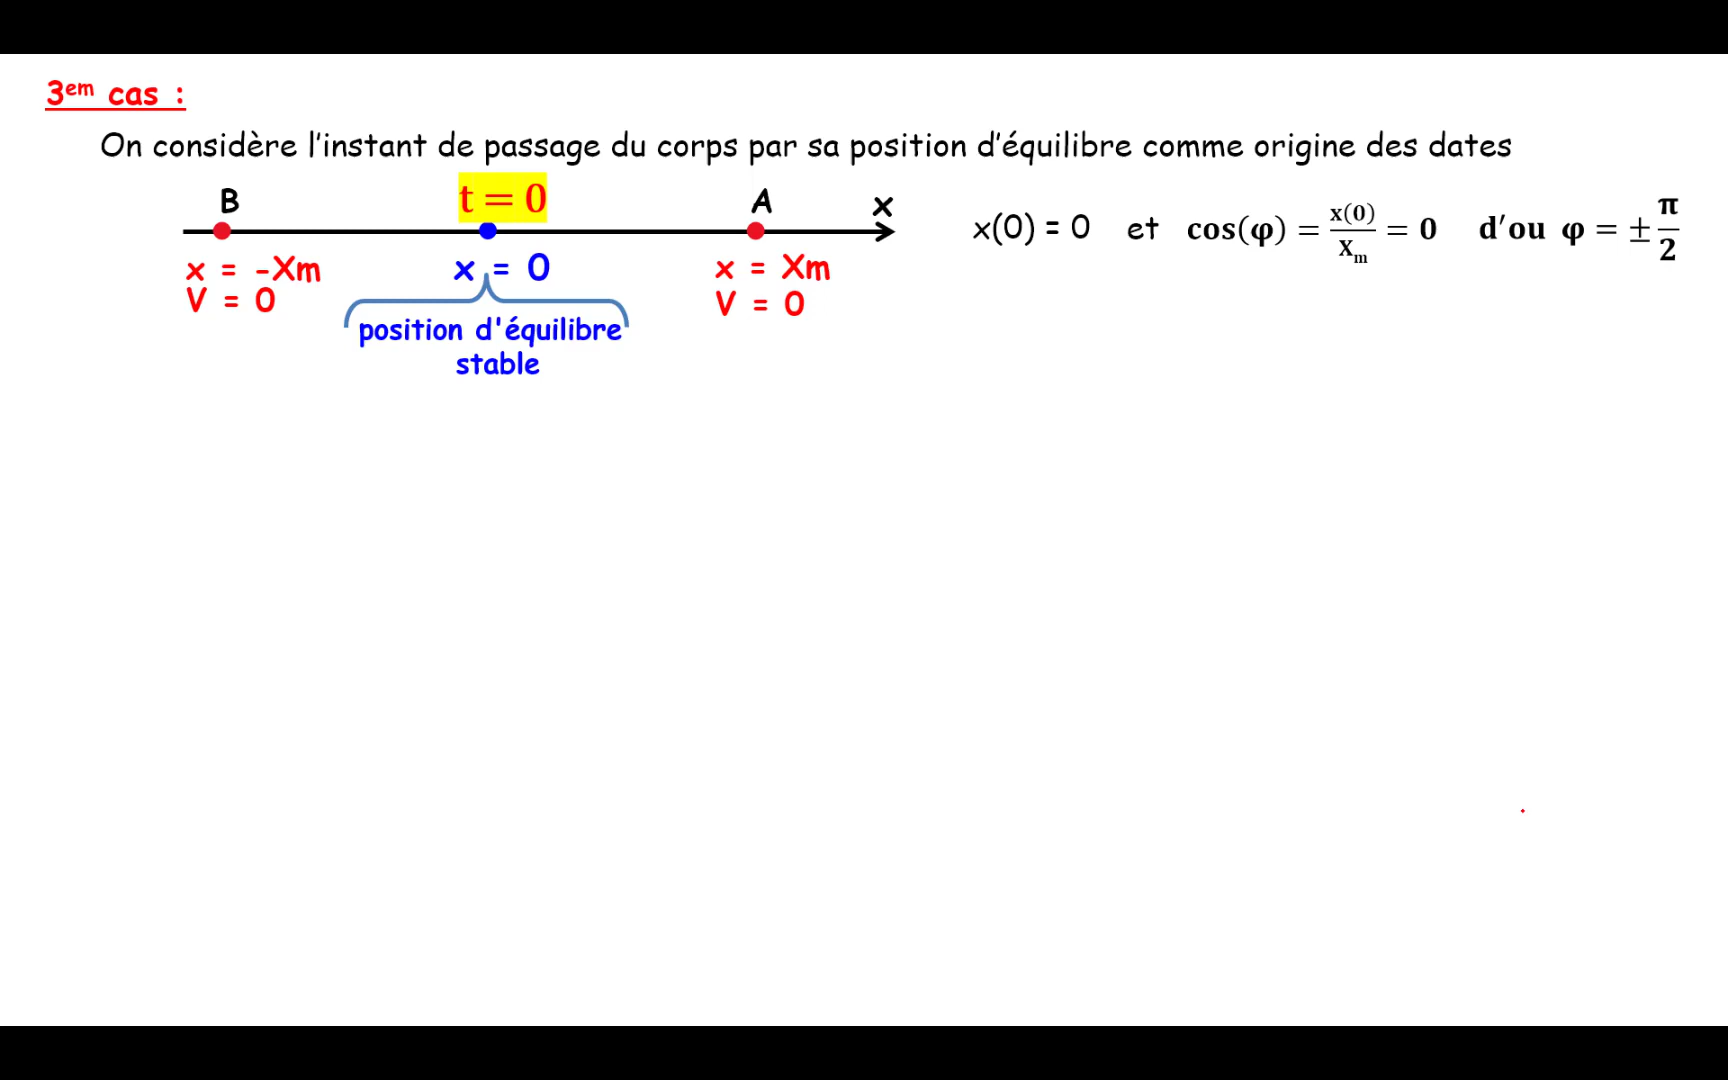 3em cas :
On considère l'instant de passage du corps par sa position d'équilibre comme origine des dates
B t = 0 A x
x(0) = 0 et cos(φ) = x(0)/Xm = 0 d'ou φ = ± π/2
x = -Xm x = 0 x = Xm
V = 0 V = 0
position d'équilibre
stable